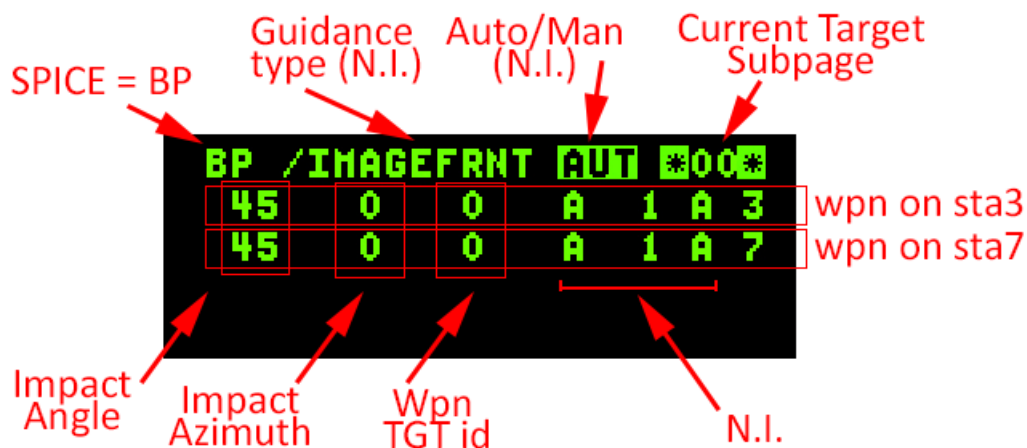 Guidance type (N.I.)
Auto/Man (N.I.)
Current Target Subpage
SPICE = BP
BP /IMAGEFRNT AUT *00*
45 0 0 A 1 A 3
wpn on sta3
45 0 0 A 1 A 7
wpn on sta7
Impact Angle
Impact Azimuth
Wpn TGT id
N.I.